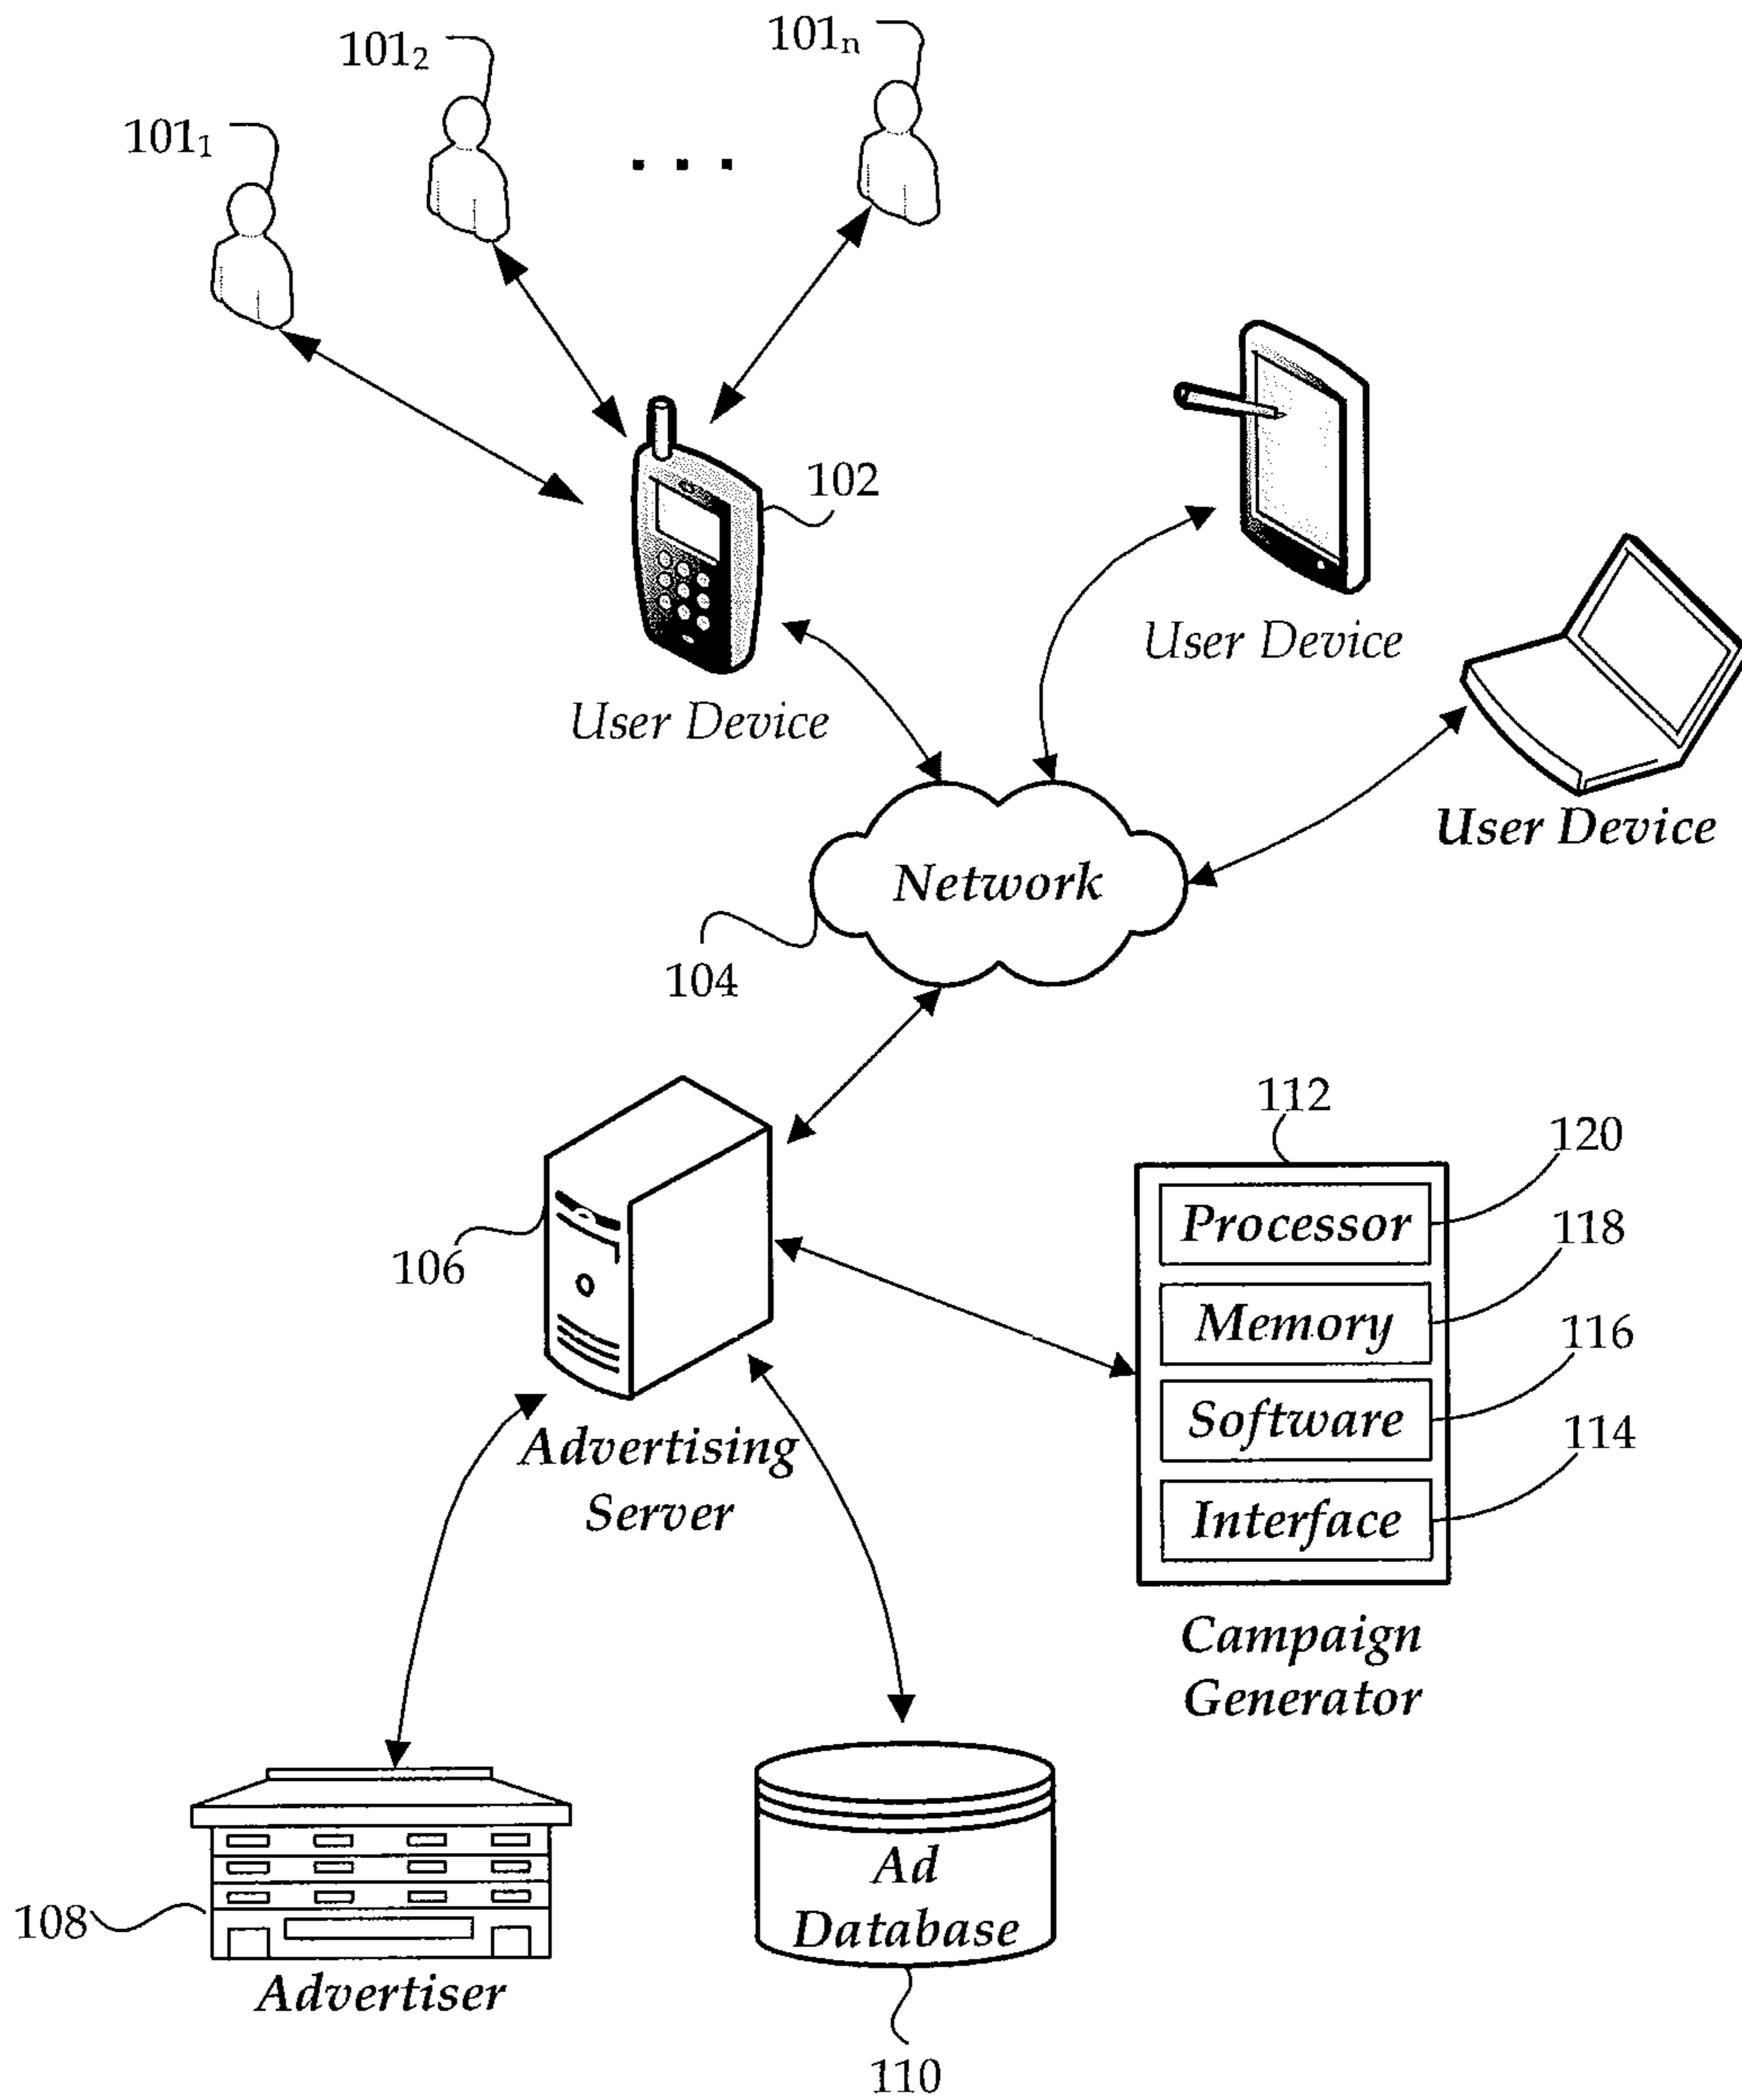 101₁
101₂
101ₙ
. . .
102
User Device
User Device
User Device
Network
104
106
Advertising
Server
112
Processor
120
Memory
118
Software
116
Interface
114
Campaign
Generator
108
Advertiser
Ad
Database
110